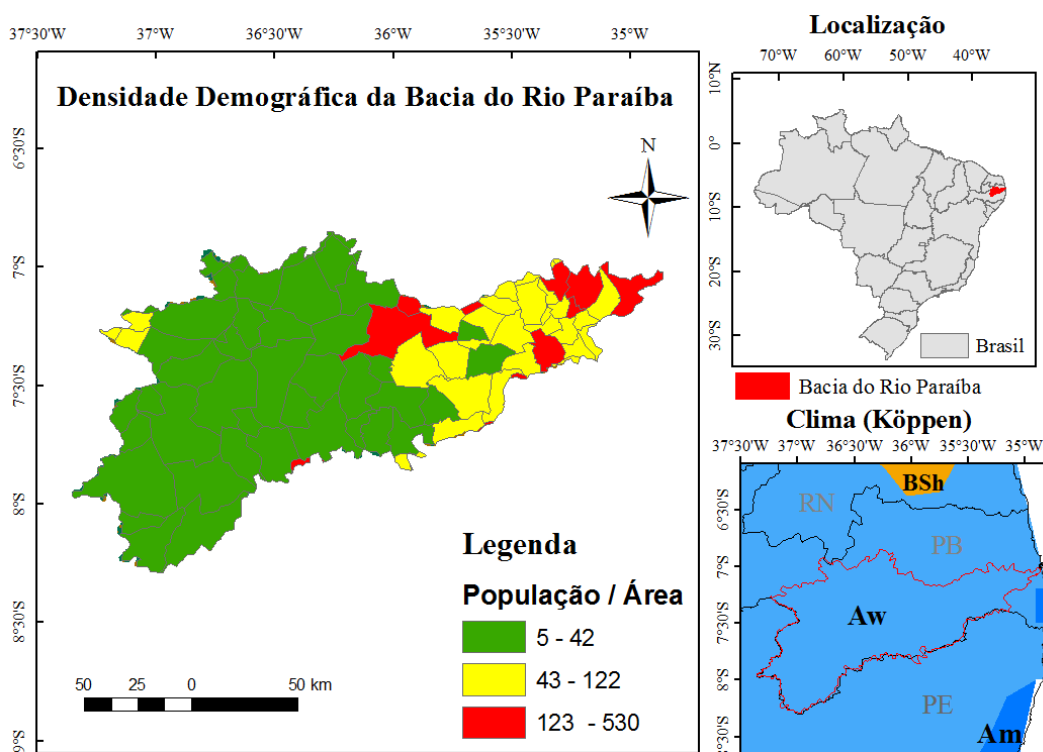 37°30'W 37°W 36°30'W 36°W 35°30'W 35°W
Densidade Demográfica da Bacia do Rio Paraíba
N
6°30'S
7°S
7°30'S
8°S
8°30'S
9°S
Legenda
População / Área
5 - 42
43 - 122
123 - 530
50 25 0 50 km
Localização
70°W 60°W 50°W 40°W
10°N
0°
10°S
20°S
30°S
Brasil
Bacia do Rio Paraíba
Clima (Köppen)
37°30'W 37°W 36°30'W 36°W 35°30'W 35°W
6°30'S
7°S
7°30'S
8°S
8°30'S
BSh
RN
PB
Aw
PE
Am